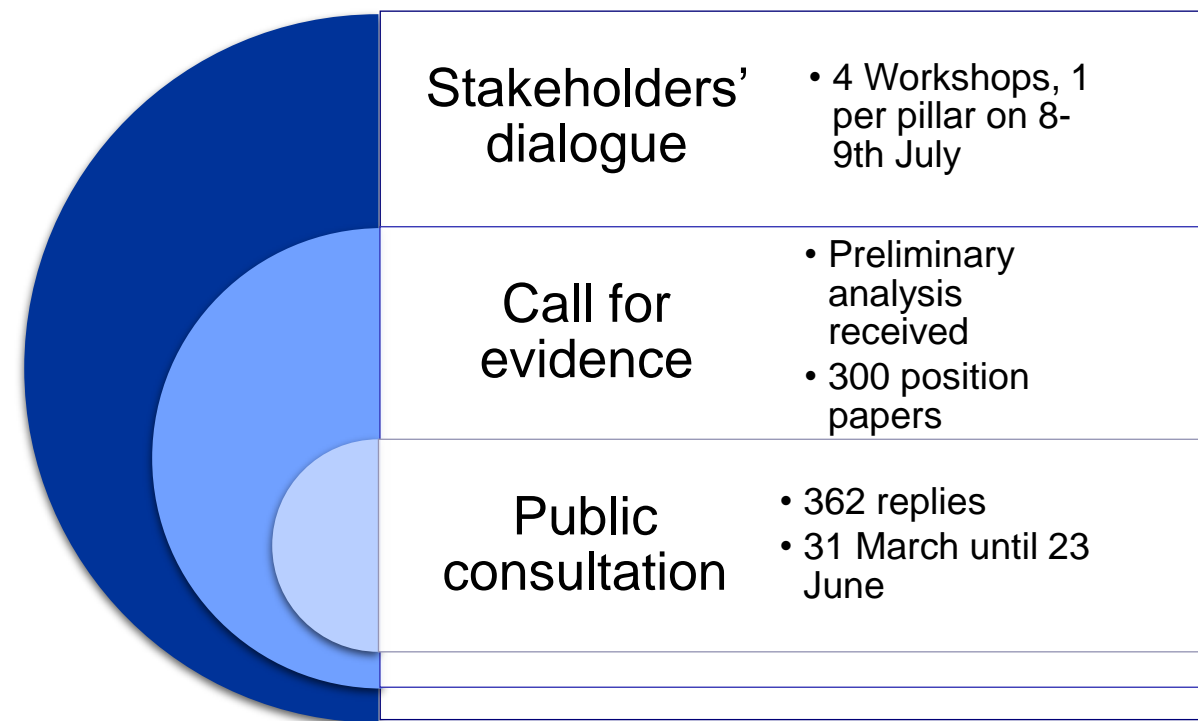 Stakeholders’
dialogue
• 4 Workshops, 1
per pillar on 8-
9th July
Call for
evidence
• Preliminary
analysis
received
• 300 position
papers
Public
consultation
• 362 replies
• 31 March until 23
June